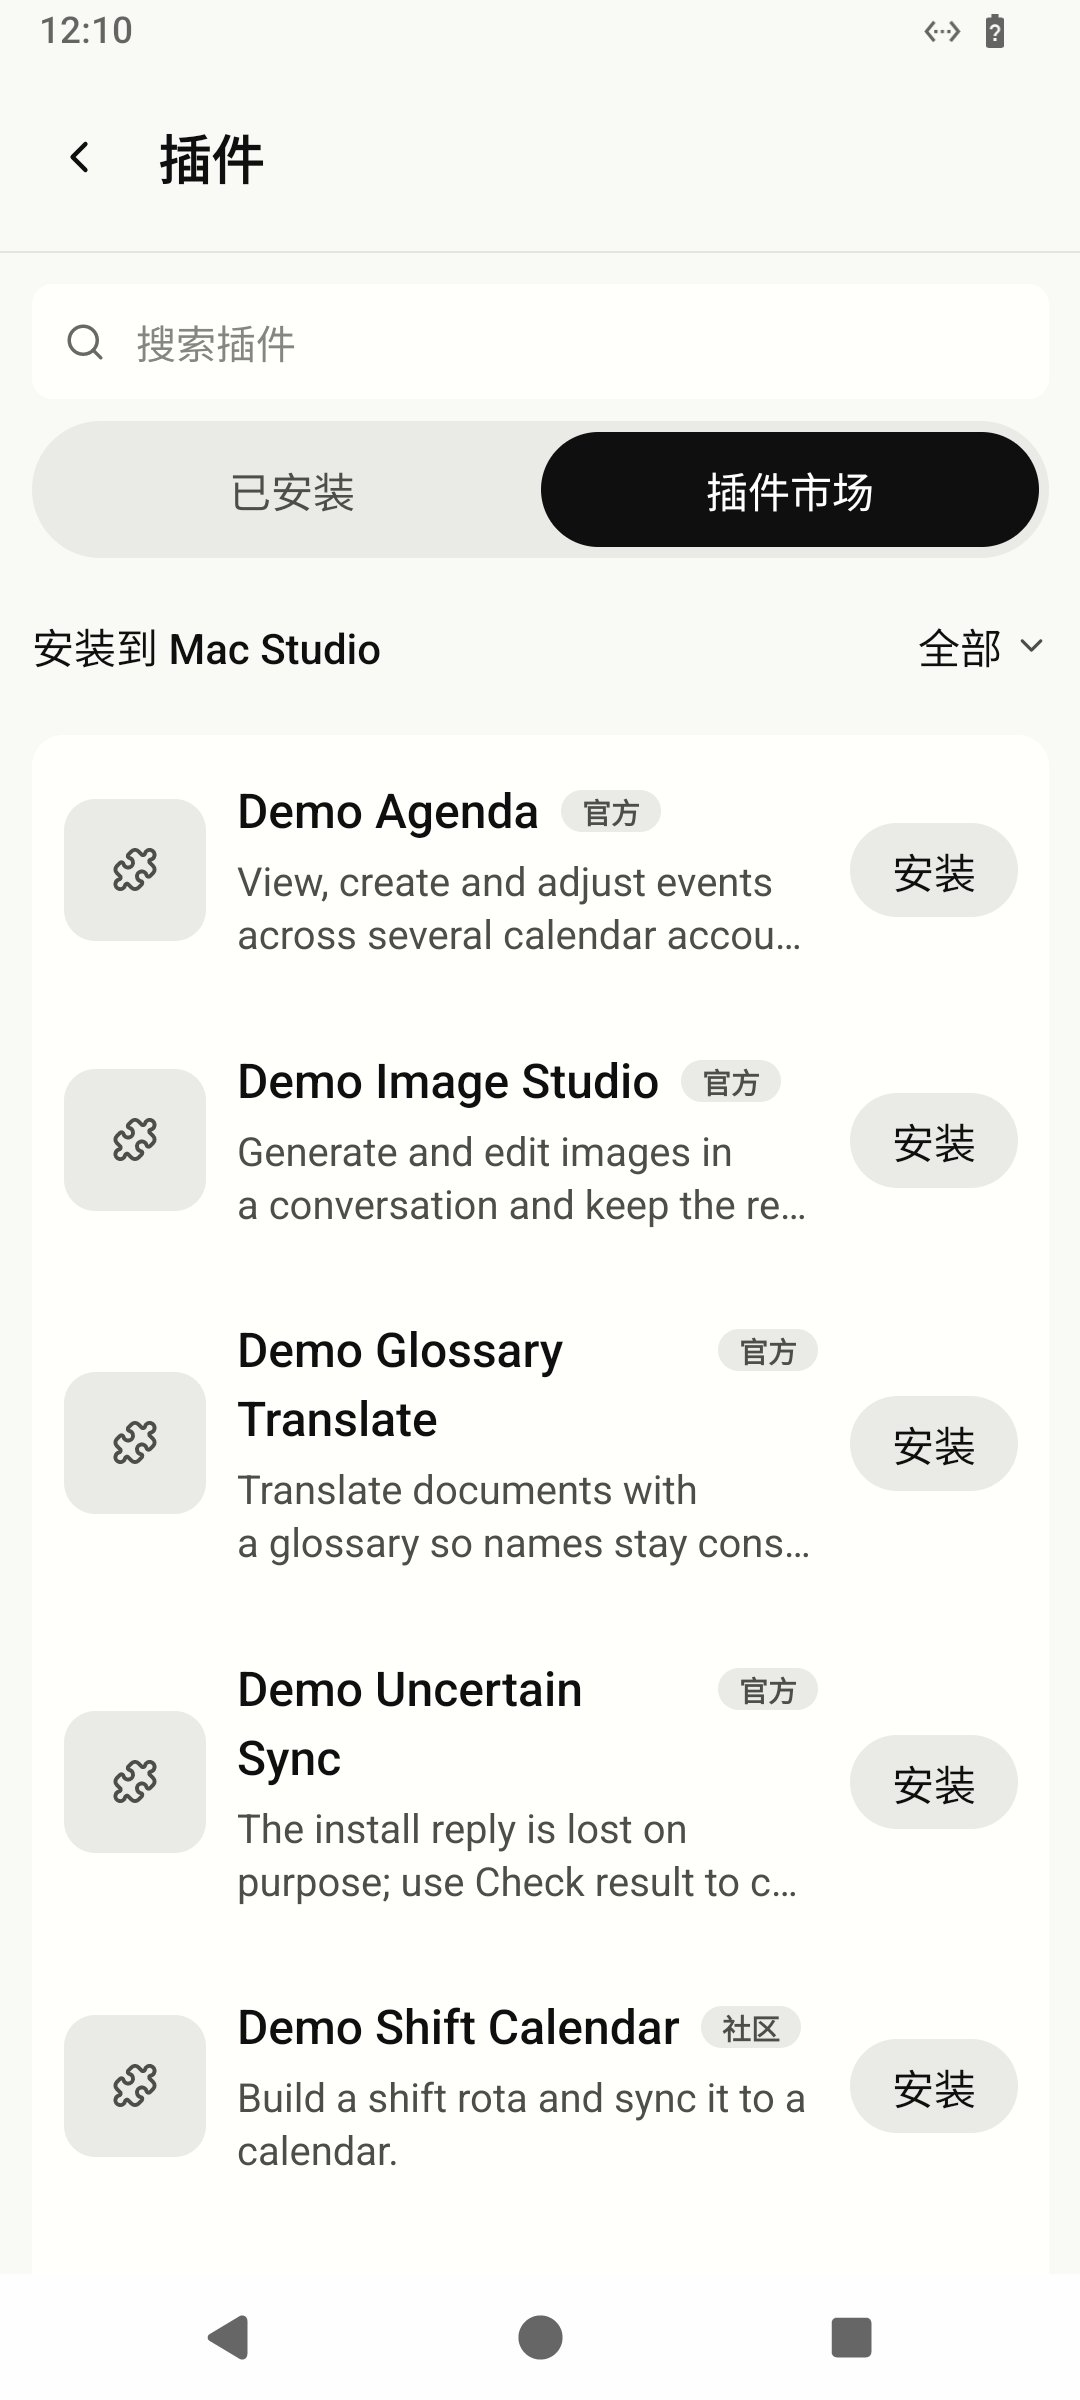 12:10
插件
搜索插件
已安装
插件市场
安装到 Mac Studio
全部
Demo Agenda 官方
View, create and adjust events
across several calendar accou…
安装
Demo Image Studio 官方
Generate and edit images in
a conversation and keep the re…
安装
Demo Glossary 官方
Translate
Translate documents with
a glossary so names stay cons…
安装
Demo Uncertain 官方
Sync
The install reply is lost on
purpose; use Check result to c…
安装
Demo Shift Calendar 社区
Build a shift rota and sync it to a
calendar.
安装